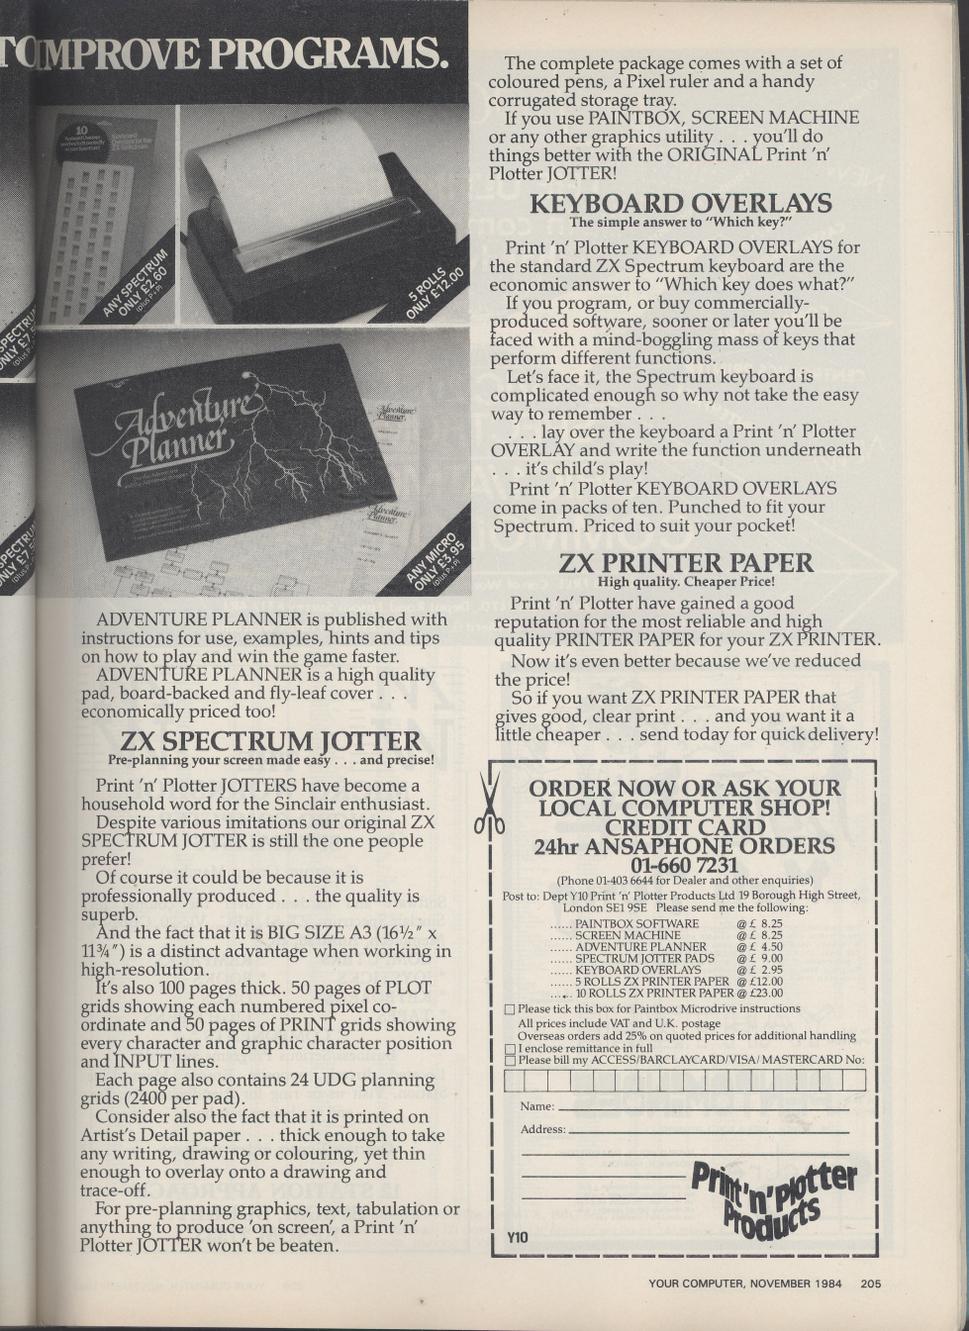 TO IMPROVE PROGRAMS.
10
ANY SPECTRUM
ONLY £2.60
(plus P+P)
5 ROLLS
ONLY £12.00
Adventure
Planner
Adventure
Planner
Adventure
Planner
ANY MICRO
ONLY £3.95
(plus P+P)
ADVENTURE PLANNER is published with
instructions for use, examples, hints and tips
on how to play and win the game faster.
ADVENTURE PLANNER is a high quality
pad, board-backed and fly-leaf cover . . .
economically priced too!
ZX SPECTRUM JOTTER
Pre-planning your screen made easy . . . and precise!
Print 'n' Plotter JOTTERS have become a
household word for the Sinclair enthusiast.
Despite various imitations our original ZX
SPECTRUM JOTTER is still the one people
prefer!
Of course it could be because it is
professionally produced . . . the quality is
superb.
And the fact that it is BIG SIZE A3 (16½" x
11¾") is a distinct advantage when working in
high-resolution.
It's also 100 pages thick. 50 pages of PLOT
grids showing each numbered pixel co-
ordinate and 50 pages of PRINT grids showing
every character and graphic character position
and INPUT lines.
Each page also contains 24 UDG planning
grids (2400 per pad).
Consider also the fact that it is printed on
Artist's Detail paper . . . thick enough to take
any writing, drawing or colouring, yet thin
enough to overlay onto a drawing and
trace-off.
For pre-planning graphics, text, tabulation or
anything to produce 'on screen', a Print 'n'
Plotter JOTTER won't be beaten.
The complete package comes with a set of
coloured pens, a Pixel ruler and a handy
corrugated storage tray.
If you use PAINTBOX, SCREEN MACHINE
or any other graphics utility . . . you'll do
things better with the ORIGINAL Print 'n'
Plotter JOTTER!
KEYBOARD OVERLAYS
The simple answer to "Which key?"
Print 'n' Plotter KEYBOARD OVERLAYS for
the standard ZX Spectrum keyboard are the
economic answer to "Which key does what?"
If you program, or buy commercially-
produced software, sooner or later you'll be
faced with a mind-boggling mass of keys that
perform different functions.
Let's face it, the Spectrum keyboard is
complicated enough so why not take the easy
way to remember . . .
. . . lay over the keyboard a Print 'n' Plotter
OVERLAY and write the function underneath
. . . it's child's play!
Print 'n' Plotter KEYBOARD OVERLAYS
come in packs of ten. Punched to fit your
Spectrum. Priced to suit your pocket!
ZX PRINTER PAPER
High quality. Cheaper Price!
Print 'n' Plotter have gained a good
reputation for the most reliable and high
quality PRINTER PAPER for your ZX PRINTER.
Now it's even better because we've reduced
the price!
So if you want ZX PRINTER PAPER that
gives good, clear print . . . and you want it a
little cheaper . . . send today for quick delivery!
ORDER NOW OR ASK YOUR
LOCAL COMPUTER SHOP!
CREDIT CARD
24hr ANSAPHONE ORDERS
01-660 7231
(Phone 01-403 6644 for Dealer and other enquiries)
Post to: Dept Y10 Print 'n' Plotter Products Ltd 19 Borough High Street,
London SE1 9SE Please send me the following:
...... PAINTBOX SOFTWARE @ £ 8.25
...... SCREEN MACHINE @ £ 8.25
...... ADVENTURE PLANNER @ £ 4.50
...... SPECTRUM JOTTER PADS @ £ 9.00
...... KEYBOARD OVERLAYS @ £ 2.95
...... 5 ROLLS ZX PRINTER PAPER @ £12.00
...... 10 ROLLS ZX PRINTER PAPER @ £23.00
Please tick this box for Paintbox Microdrive instructions
All prices include VAT and U.K. postage
Overseas orders add 25% on quoted prices for additional handling
I enclose remittance in full
Please bill my ACCESS/BARCLAYCARD/VISA/MASTERCARD No:
Name:
Address:
Print 'n' Plotter
Products
Y10
YOUR COMPUTER, NOVEMBER 1984 205